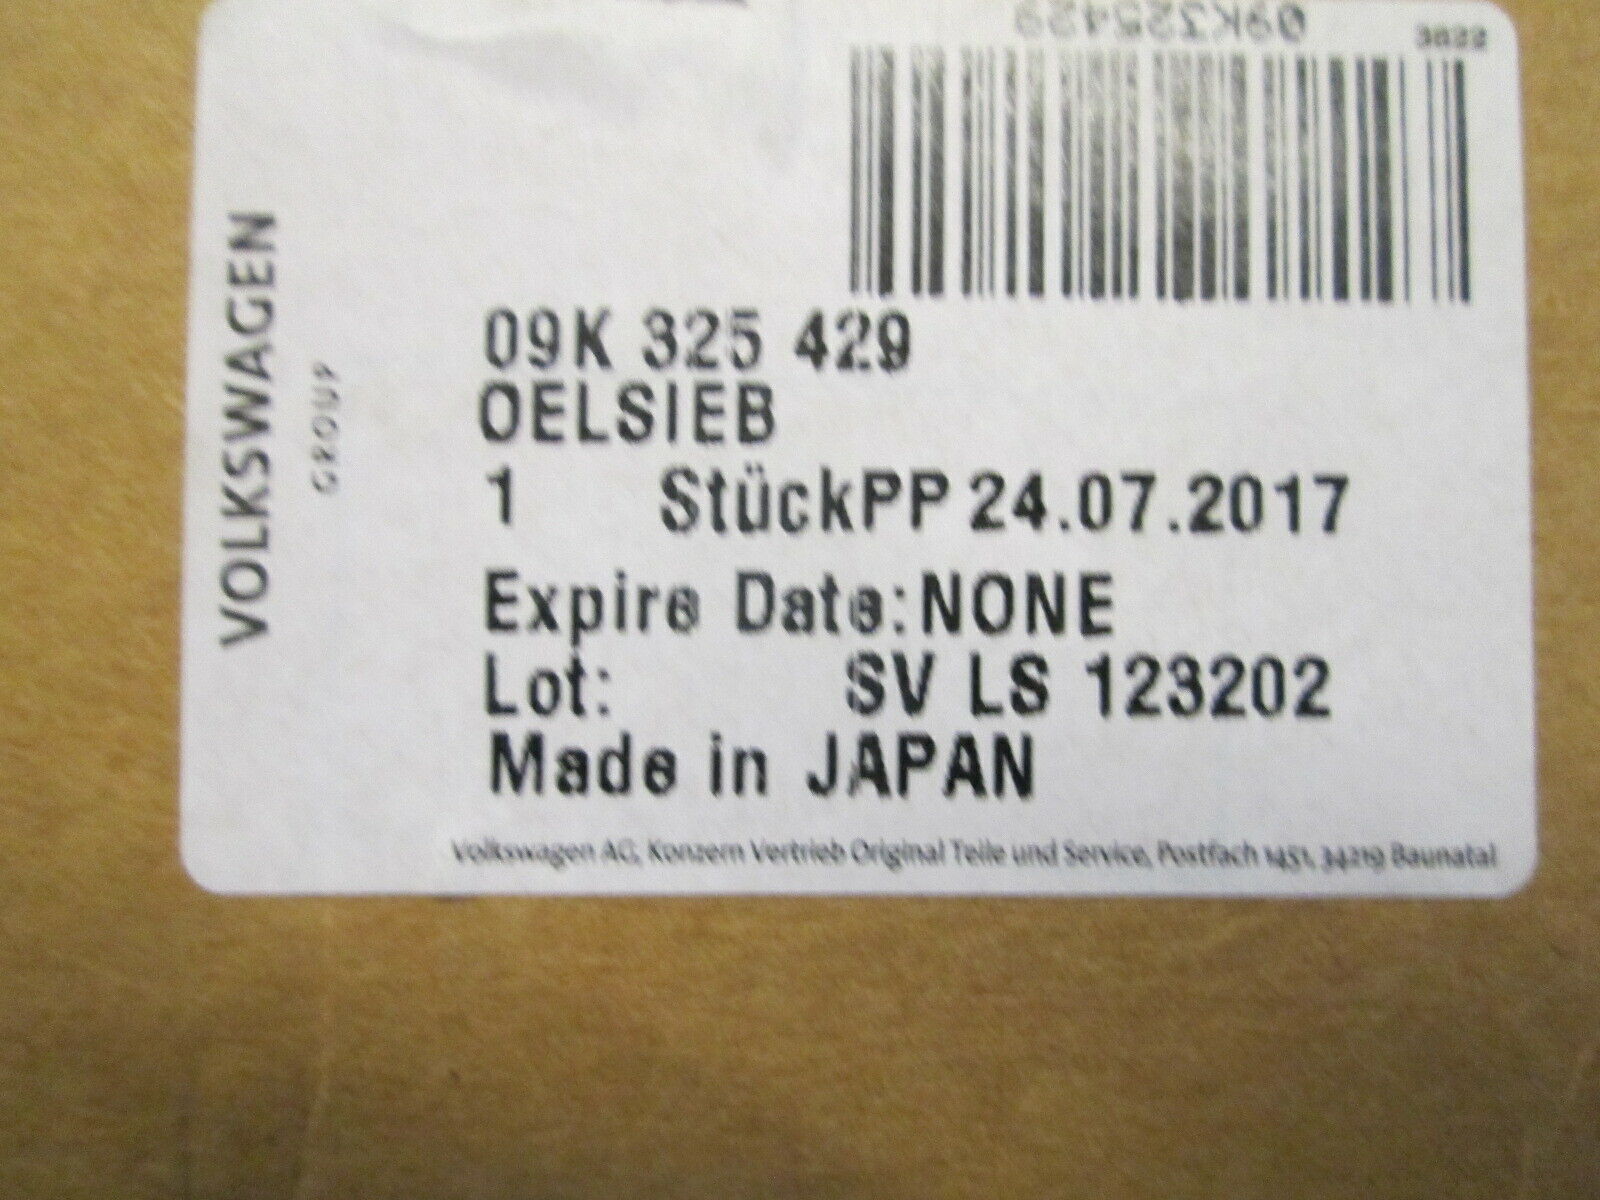 09K325429
3822
VOLKSWAGEN
GROUP
09K 325 429
OELSIEB
1 StückPP 24.07.2017
Expire Date:NONE
Lot: SV LS 123202
Made in JAPAN
Volkswagen AG, Konzern Vertrieb Original Teile und Service, Postfach 1451, 34219 Baunatal